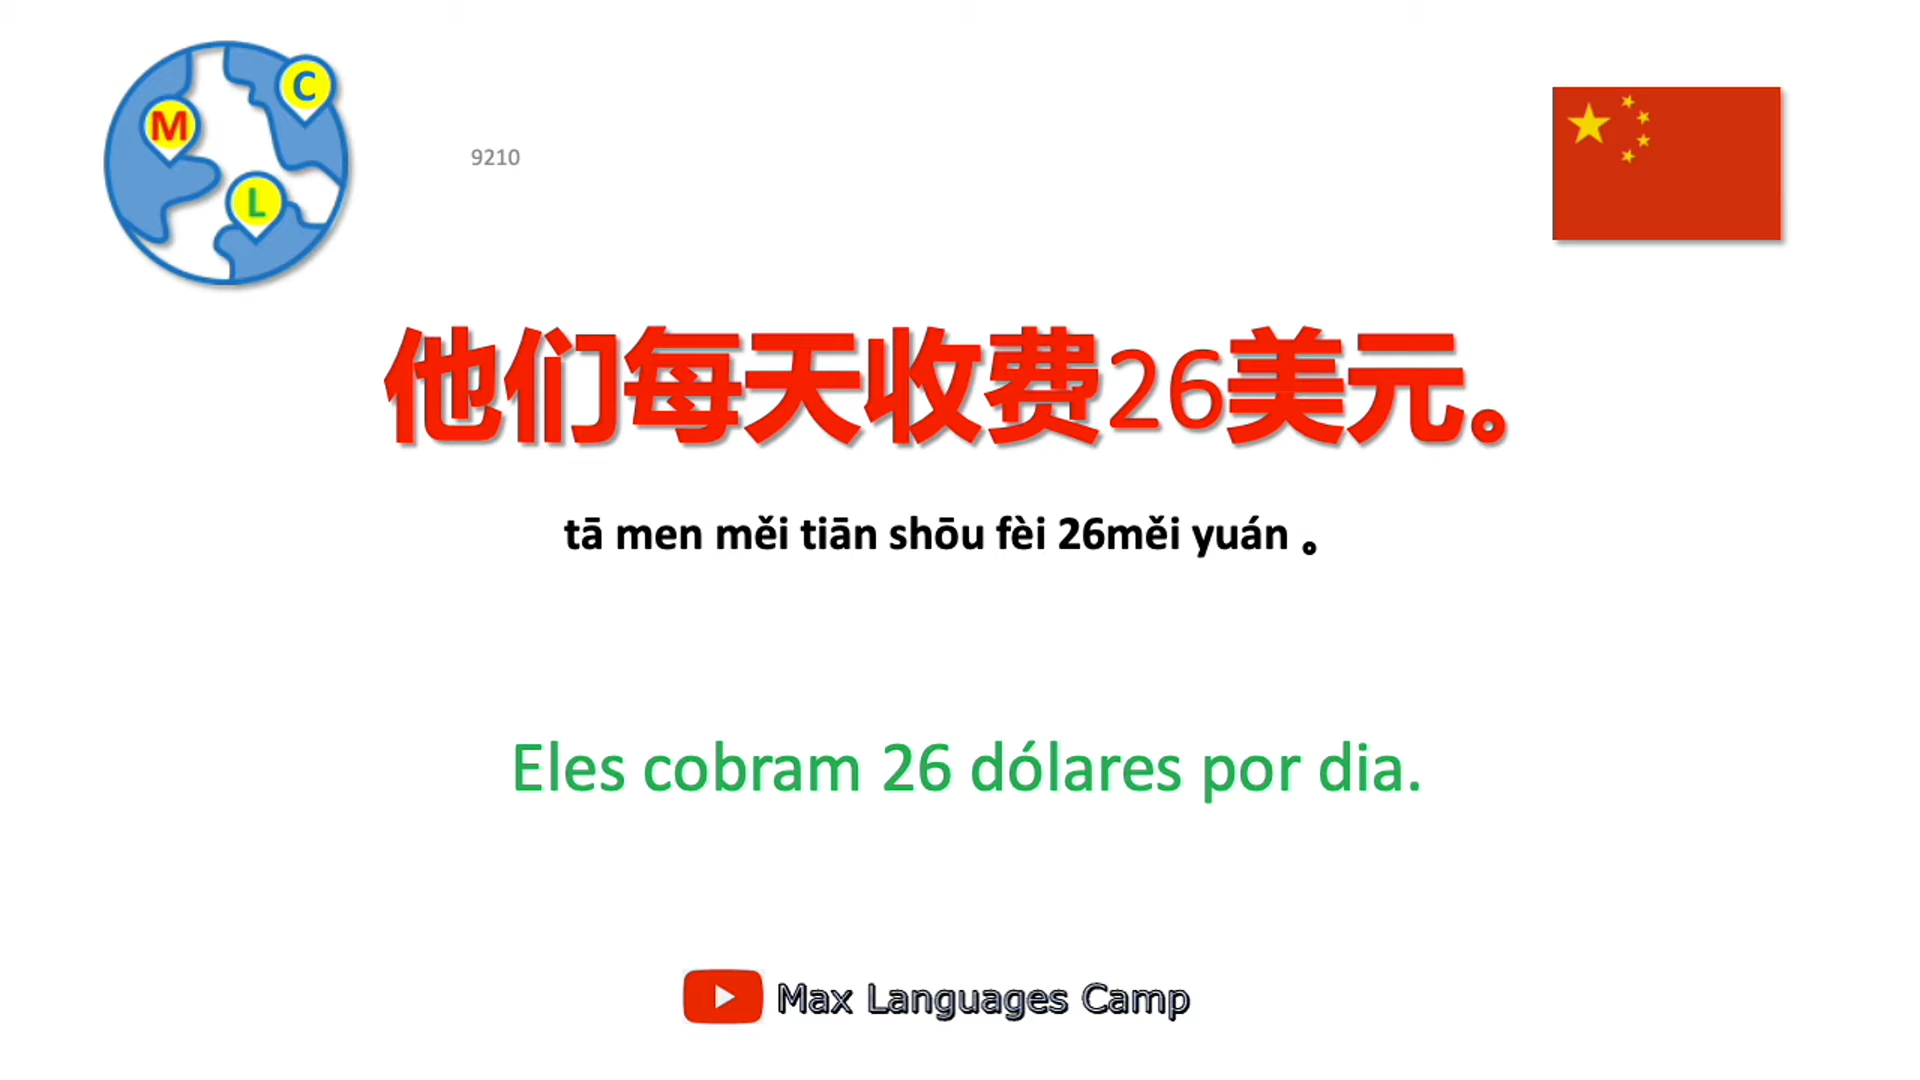 C
M
L
9210
他们每天收费26美元。
tā men měi tiān shōu fèi 26měi yuán 。
Eles cobram 26 dólares por dia.
Max Languages Camp